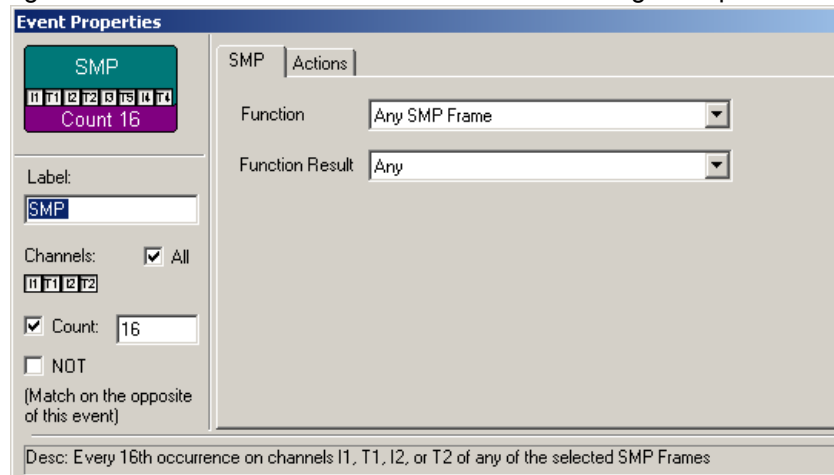 Event Properties
SMP
I1 T1 I2 T2 I3 T5 I4 T4
Count 16
Label:
SMP
Channels: All
I1 T1 I2 T2
Count: 16
NOT
(Match on the opposite
of this event)
SMP Actions
Function Any SMP Frame
Function Result Any
Desc: Every 16th occurrence on channels I1, T1, I2, or T2 of any of the selected SMP Frames